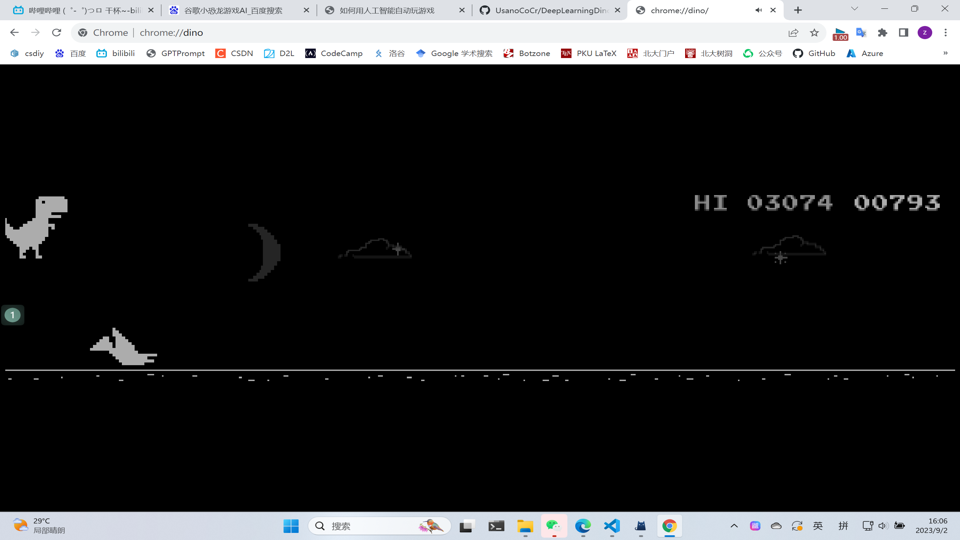 哔哩哔哩 (゜-゜)つロ 干杯~-bili
谷歌小恐龙游戏AI_百度搜索
如何用人工智能自动玩游戏
UsanoCoCr/DeepLearningDin
chrome://dino/
Chrome | chrome://dino
1.00
z
csdiy
百度
bilibili
GPTPrompt
CSDN
D2L
CodeCamp
洛谷
Google 学术搜索
Botzone
PKU LaTeX
北大门户
北大树洞
公众号
GitHub
Azure
»
HI 03074 00793
1
29°C
局部晴朗
搜索
英
拼
16:06
2023/9/2